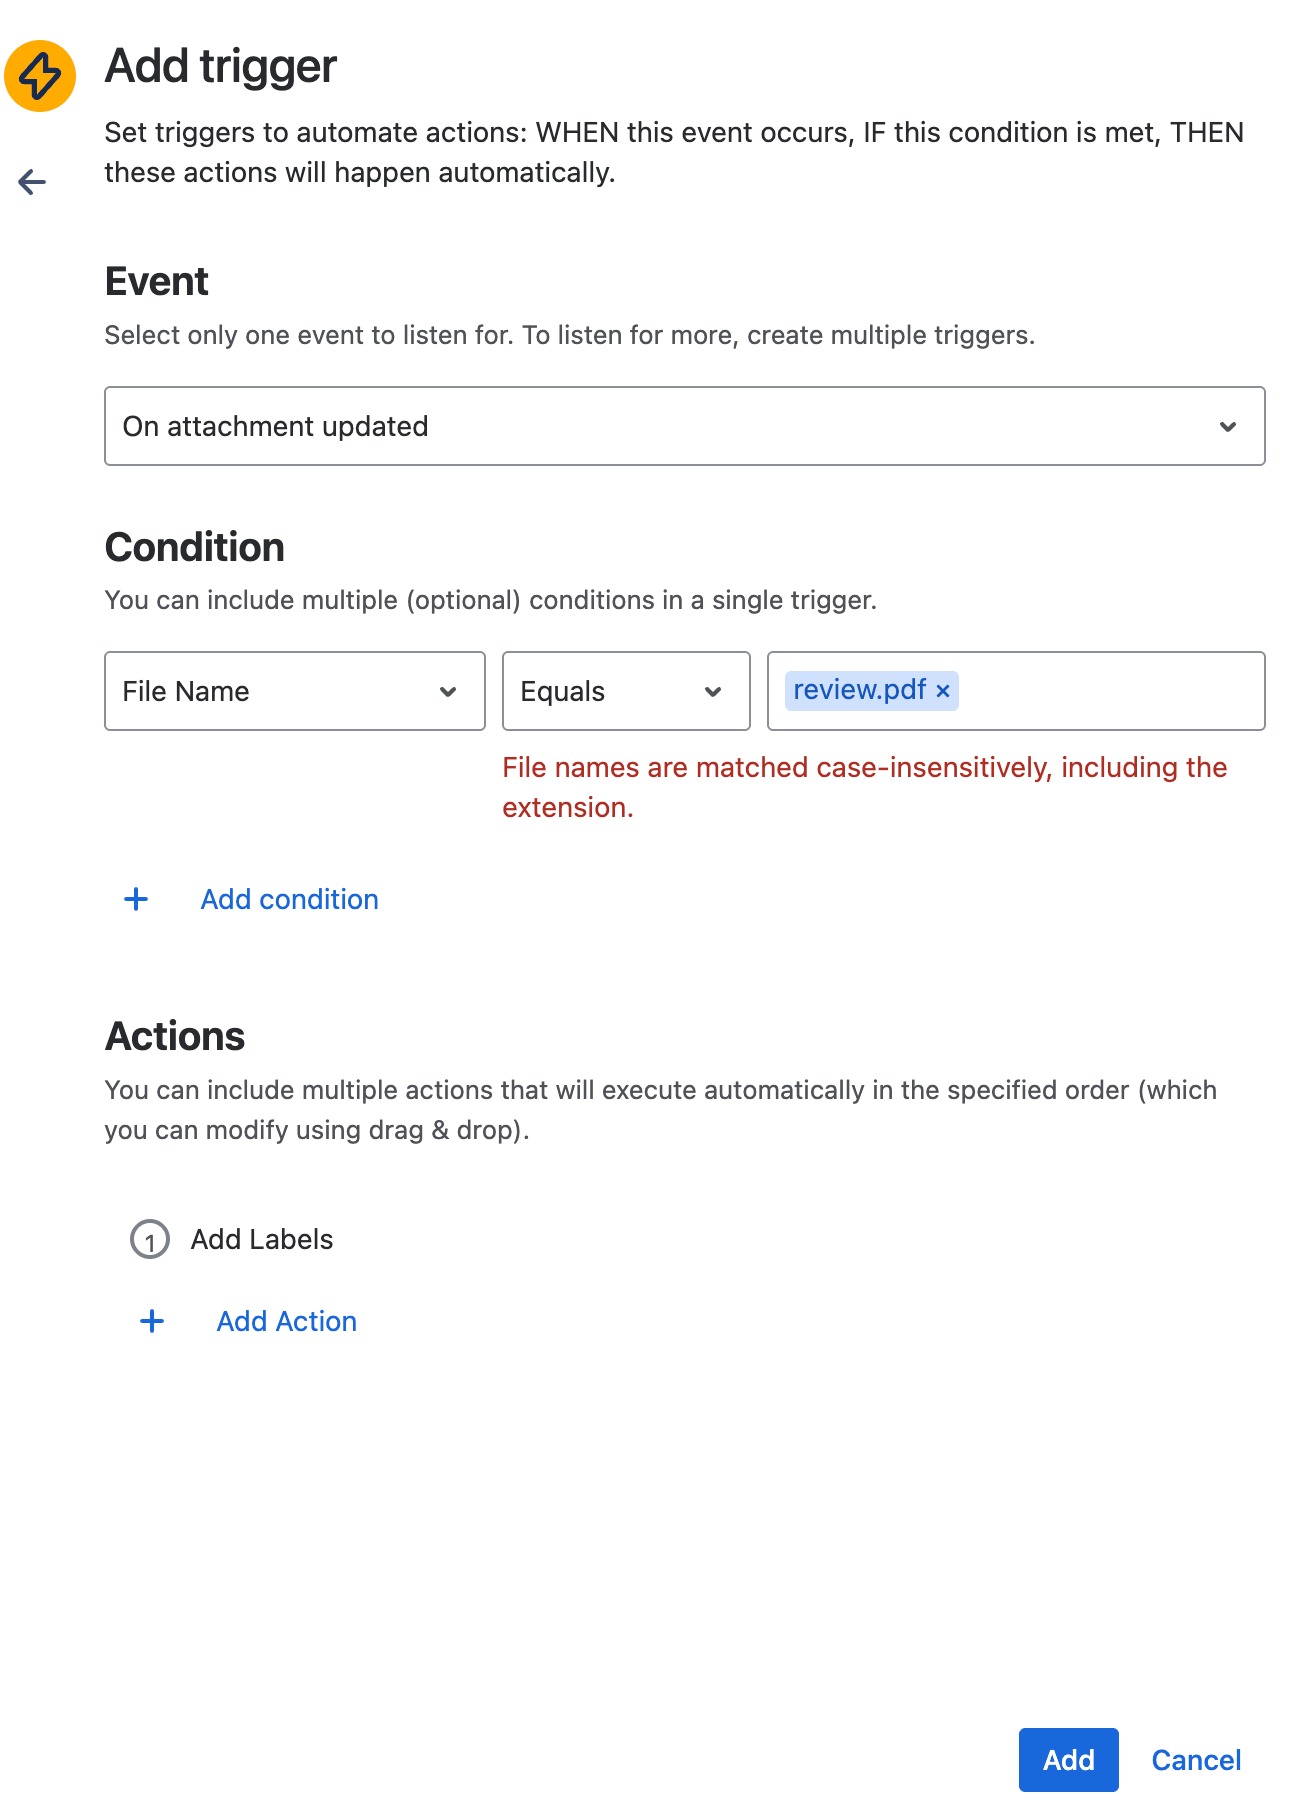 Add trigger
Set triggers to automate actions: WHEN this event occurs, IF this condition is met, THEN
these actions will happen automatically.
Event
Select only one event to listen for. To listen for more, create multiple triggers.
On attachment updated
Condition
You can include multiple (optional) conditions in a single trigger.
File Name Equals review.pdf ×
File names are matched case-insensitively, including the
extension.
+ Add condition
Actions
You can include multiple actions that will execute automatically in the specified order (which
you can modify using drag & drop).
1 Add Labels
+ Add Action
Add Cancel